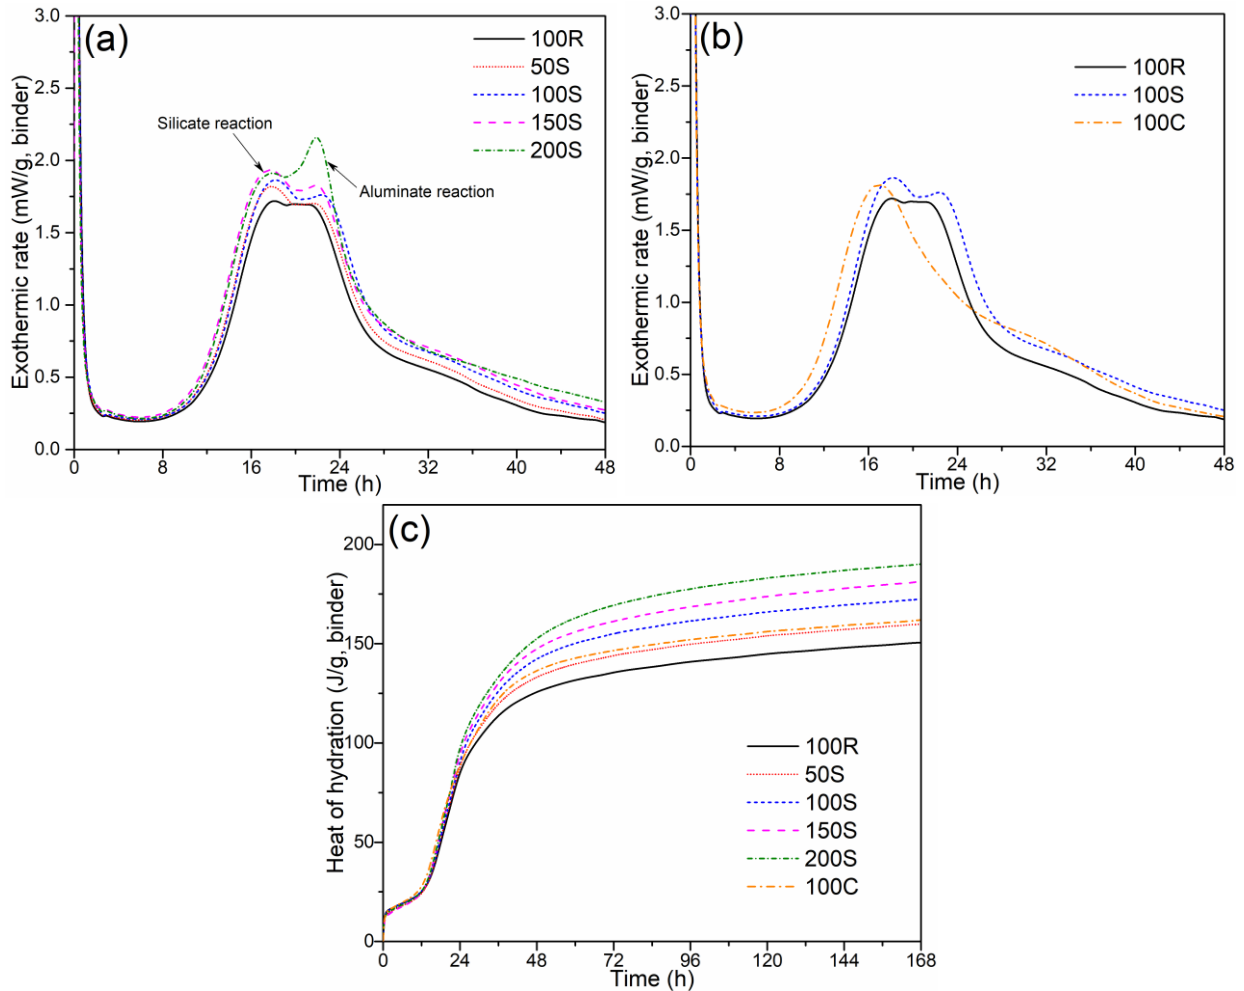 (a)
Exothermic rate (mW/g, binder)
3.0
2.5
2.0
1.5
1.0
0.5
0.0
100R
50S
100S
150S
200S
Silicate reaction
Aluminate reaction
0 8 16 24 32 40 48
Time (h)
(b)
Exothermic rate (mW/g, binder)
3.0
2.5
2.0
1.5
1.0
0.5
0.0
100R
100S
100C
0 8 16 24 32 40 48
Time (h)
(c)
Heat of hydration (J/g, binder)
200
150
100
50
0
100R
50S
100S
150S
200S
100C
0 24 48 72 96 120 144 168
Time (h)